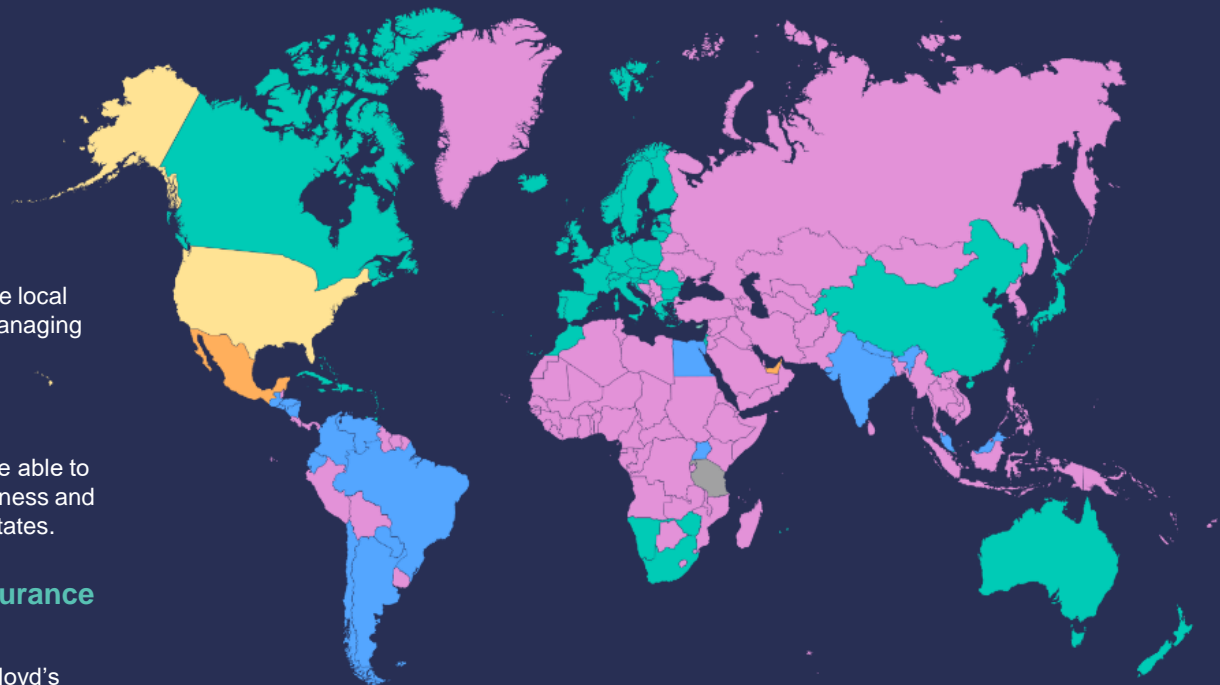 e local
anaging
e able to
ness and
tates.
urance
loyd's